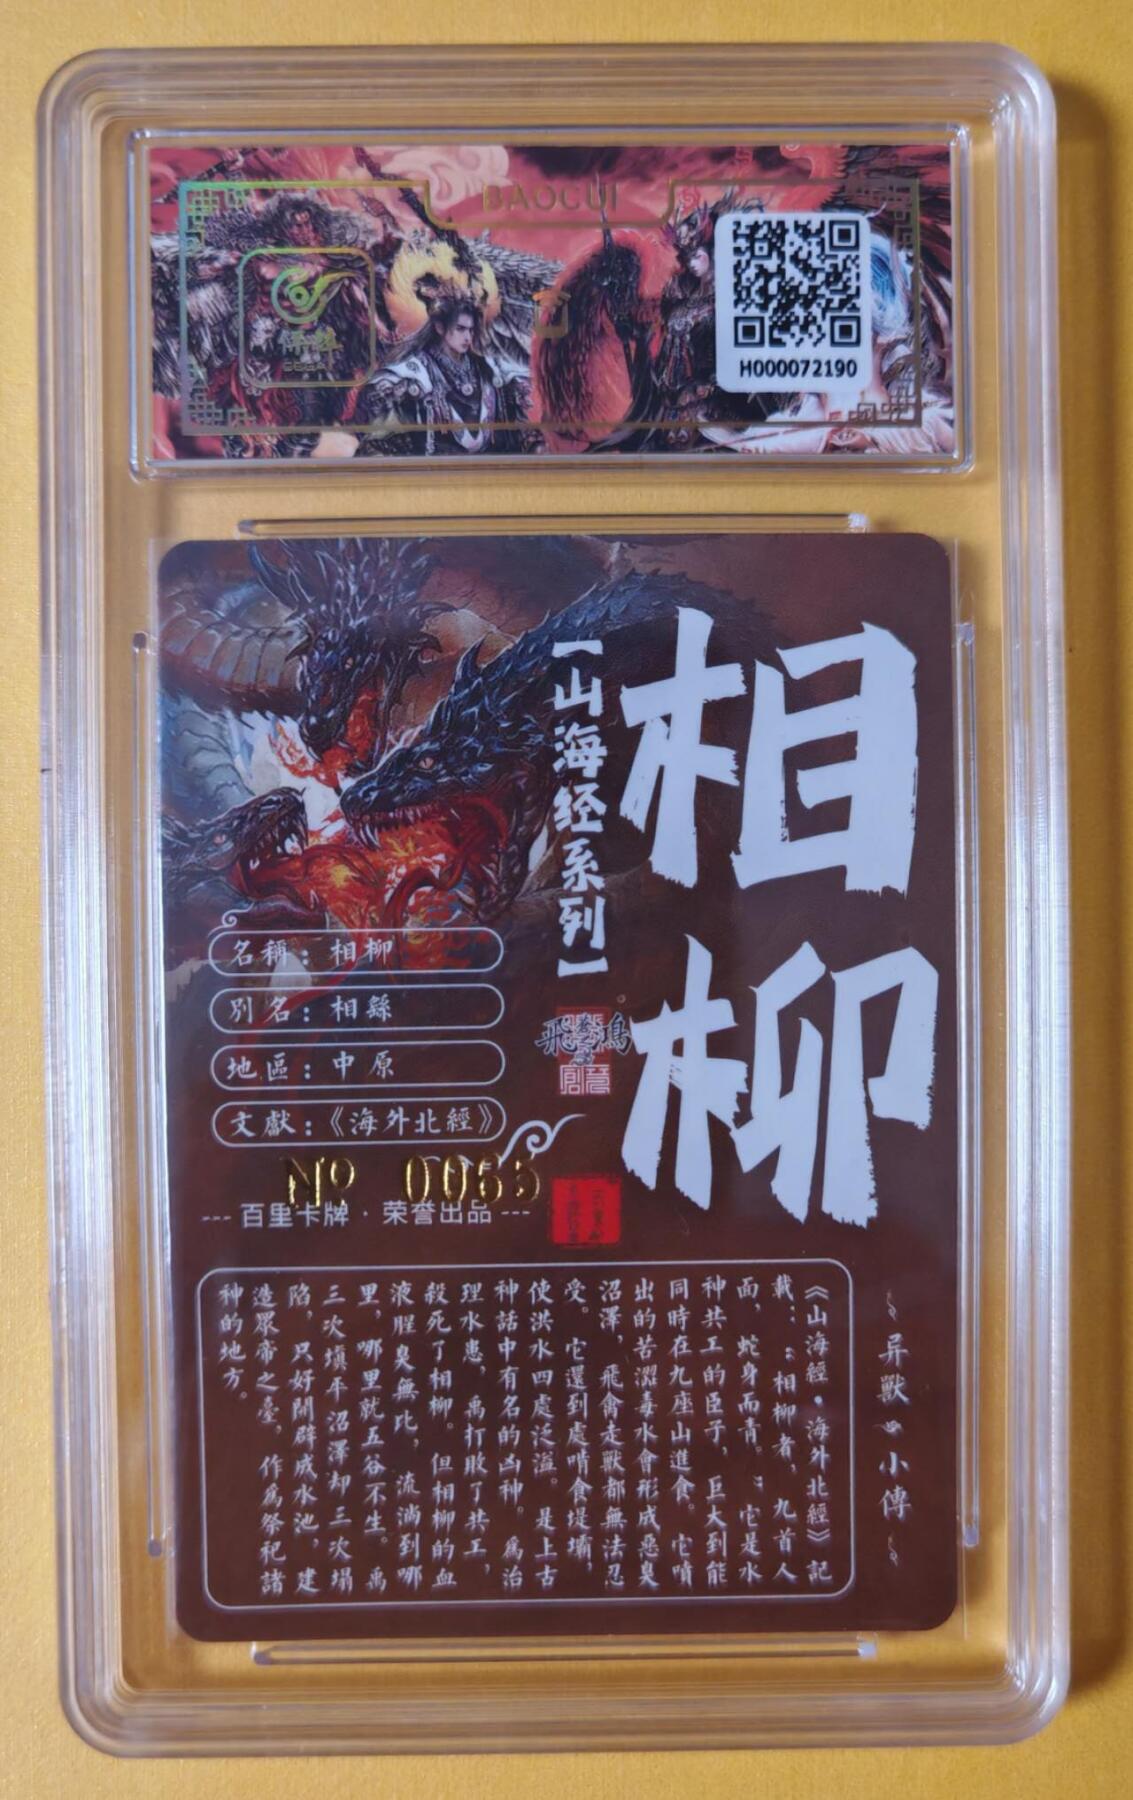 BAOCUI
H000072190
相柳
【山海经系列】
名稱：相柳
別名：相繇
地區：中原
文獻：《海外北經》
Nº 0065
--- 百里卡牌 · 荣誉出品 ---
异獸 小傳
《山海經·海外北經》記
載：“相柳者，九首人
面，蛇身而青。”它是水
神共工的臣子，巨大到能
同時在九座山進食。它噴
出的苦澀毒水會形成惡臭
沼澤，飛禽走獸都無法忍
受。它還到處啃食堤壩，
使洪水四處泛滥。是上古
神話中有名的凶神。爲治
理水患，禹打敗了共工，
殺死了相柳。但相柳的血
液腥臭無比，流淌到哪
里，哪里就五谷不生。禹
三次填平沼澤却三次塌
陷，只好開辟成水池，建
造眾帝之臺，作爲祭祀諸
神的地方。